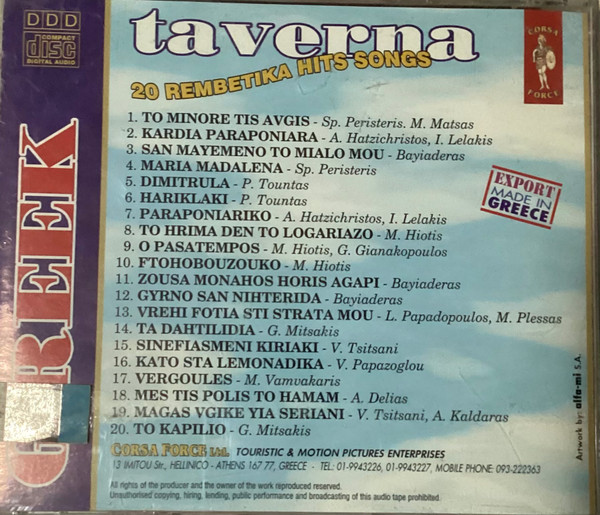 DDD
COMPACT
disc
DIGITAL AUDIO
taverna
20 REMBETIKA HITS SONGS
CORSA
FORCE
GREEK
1. TO MINORE TIS AVGIS - Sp. Peristeris. M. Matsas
2. KARDIA PARAPONIARA - A. Hatzichristos, I. Lelakis
3. SAN MAYEMENO TO MIALO MOU - Bayiaderas
4. MARIA MADALENA - Sp. Peristeris
5. DIMITRULA - P. Tountas
6. HARIKLAKI - P. Tountas
7. PARAPONIARIKO - A. Hatzichristos, I. Lelakis
8. TO HRIMA DEN TO LOGARIAZO - M. Hiotis
9. O PASATEMPOS - M. Hiotis, G. Gianakopoulos
10. FTOHOBOUZOUKO - M. Hiotis
11. ZOUSA MONAHOS HORIS AGAPI - Bayiaderas
12. GYRNO SAN NIHTERIDA - Bayiaderas
13. VREHI FOTIA STI STRATA MOU - L. Papadopoulos, M. Plessas
14. TA DAHTILIDIA - G. Mitsakis
15. SINEFIASMENI KIRIAKI - V. Tsitsani
16. KATO STA LEMONADIKA - V. Papazoglou
17. VERGOULES - M. Vamvakaris
18. MES TIS POLIS TO HAMAM - A. Delias
19. MAGAS VGIKE YIA SERIANI - V. Tsitsani, A. Kaldaras
20. TO KAPILIO - G. Mitsakis
EXPORT
MADE IN
GREECE
Artwork by: alfa-mi S.A.
CORSA FORCE Ltd. TOURISTIC & MOTION PICTURES ENTERPRISES
13 IMITOU Str., HELLINICO - ATHENS 167 77, GREECE - TEL: 01-9943226, 01-9943227, MOBILE PHONE: 093-222363
All rights of the producer and the owner of the work reproduced reserved.
Unauthorised copying, hiring, lending, public performance and broadcasting of this audio tape prohibited.